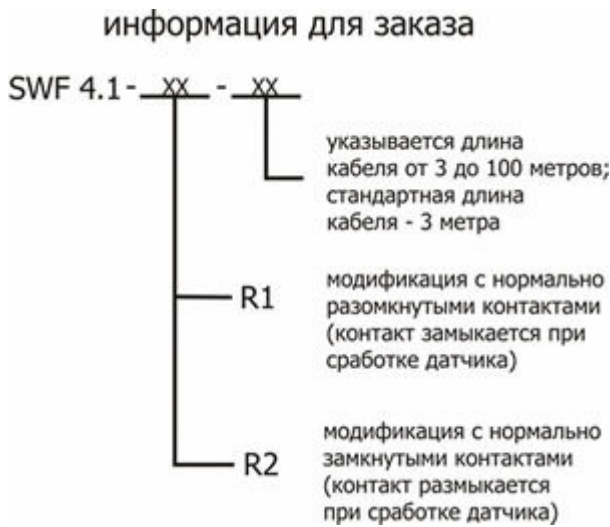 информация для заказа
SWF 4.1- XX - XX
указывается длина
кабеля от 3 до 100 метров;
стандартная длина
кабеля - 3 метра
R1
модификация с нормально
разомкнутыми контактами
(контакт замыкается при
сработке датчика)
R2
модификация с нормально
замкнутыми контактами
(контакт размыкается
при сработке датчика)